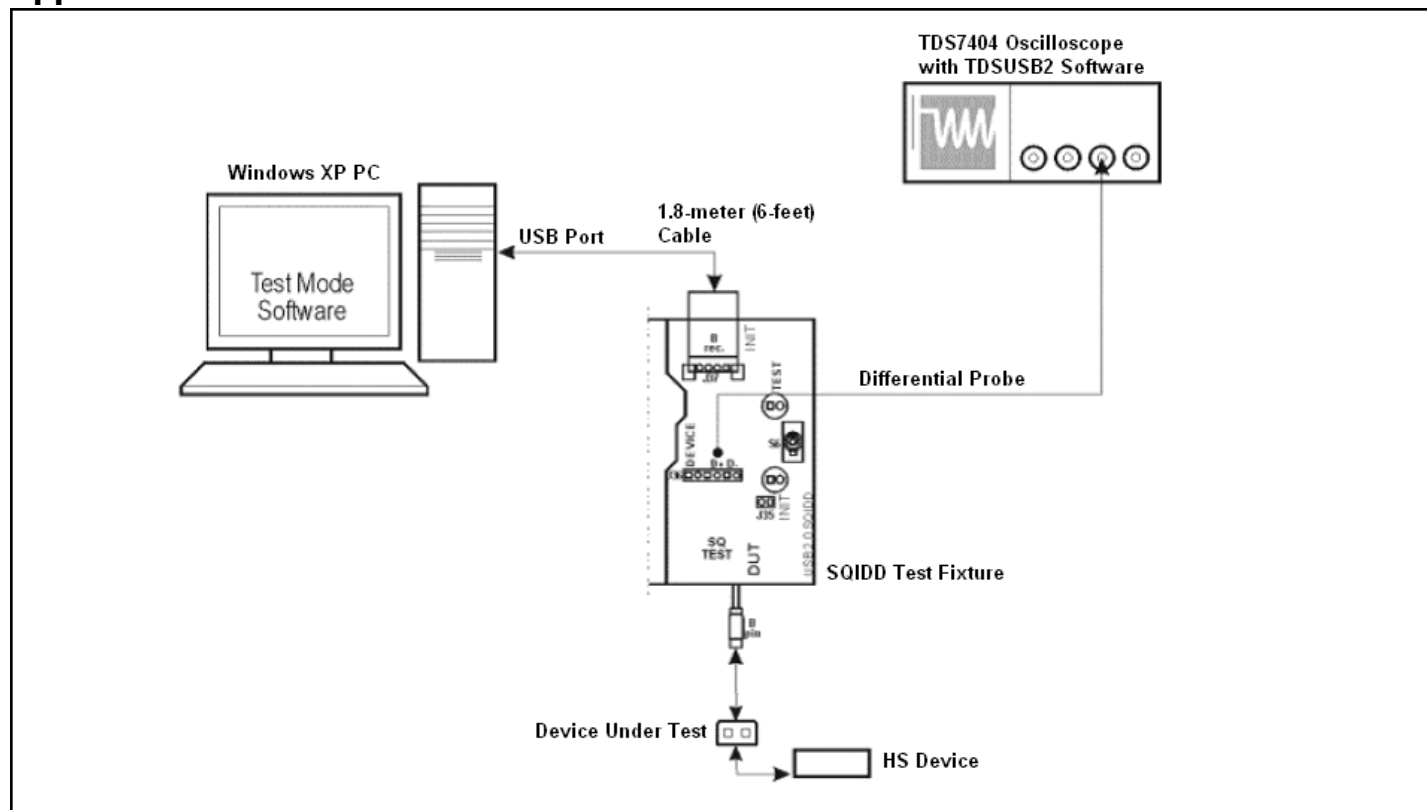 TDS7404 Oscilloscope
with TDSUSB2 Software
Windows XP PC
1.8-meter (6-feet)
Cable
USB Port
Test Mode
Software
B
rec.
INIT
J37
TEST
Differential Probe
DEVICE
D+ D-
INIT
J35
SQ
TEST
DUT
USB2.0 SQIDD
SQIDD Test Fixture
B
pin
Device Under Test
HS Device